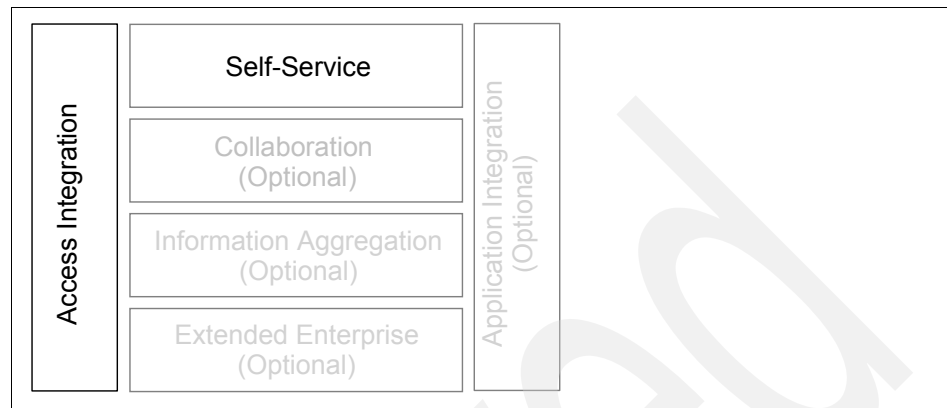 Access Integration
Self-Service
Collaboration
(Optional)
Information Aggregation
(Optional)
Extended Enterprise
(Optional)
Application Integration
(Optional)